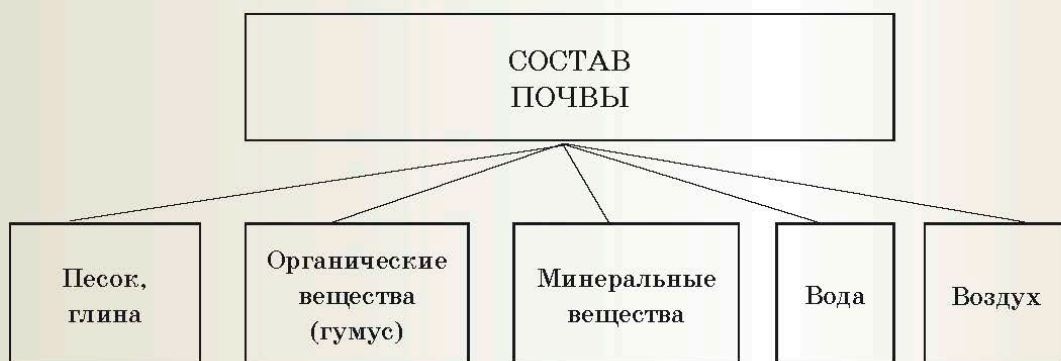 СОСТАВ
ПОЧВЫ
Песок,
глина
Органические
вещества
(гумус)
Минеральные
вещества
Вода
Воздух